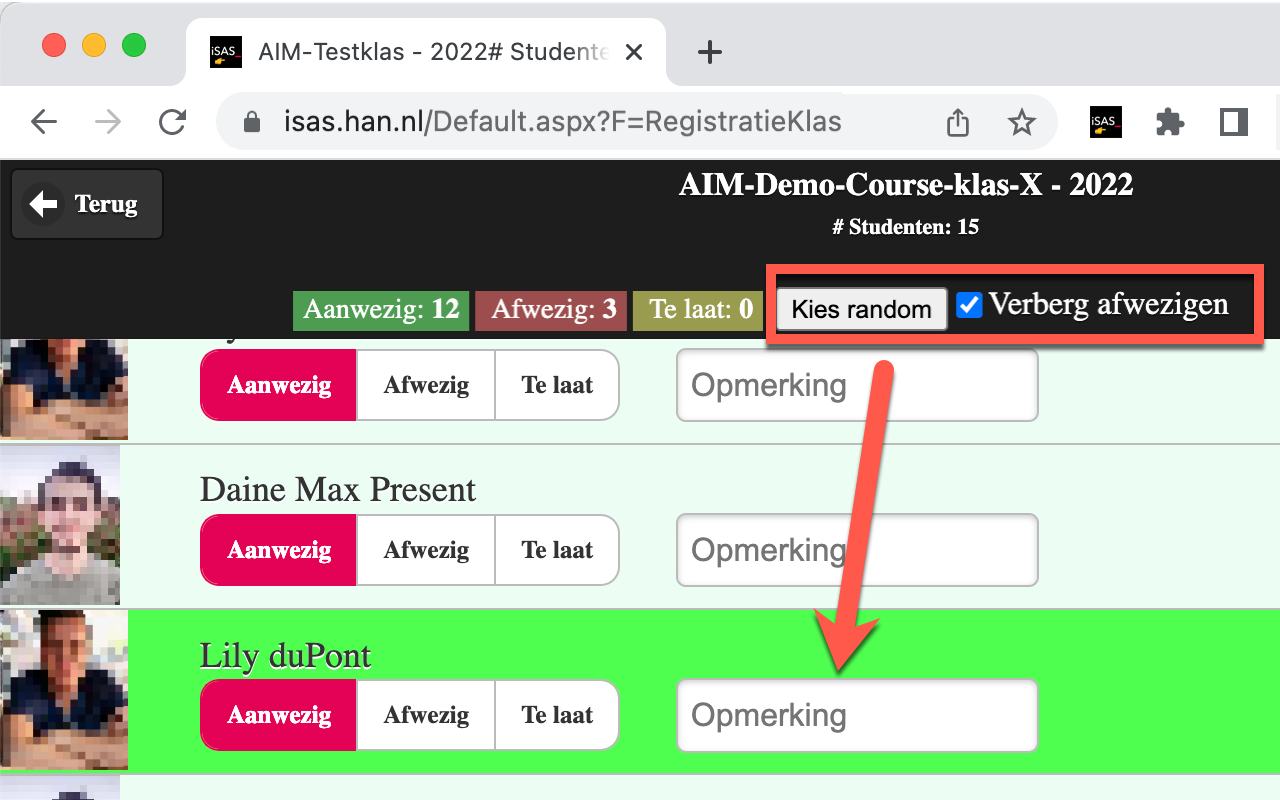 iSAS_
AIM-Testklas - 2022# Studente
isas.han.nl/Default.aspx?F=RegistratieKlas
iSAS_
Terug
AIM-Demo-Course-klas-X - 2022
# Studenten: 15
Aanwezig: 12 Afwezig: 3 Te laat: 0 Kies random Verberg afwezigen
Aanwezig Afwezig Te laat Opmerking
Daine Max Present
Aanwezig Afwezig Te laat Opmerking
Lily duPont
Aanwezig Afwezig Te laat Opmerking